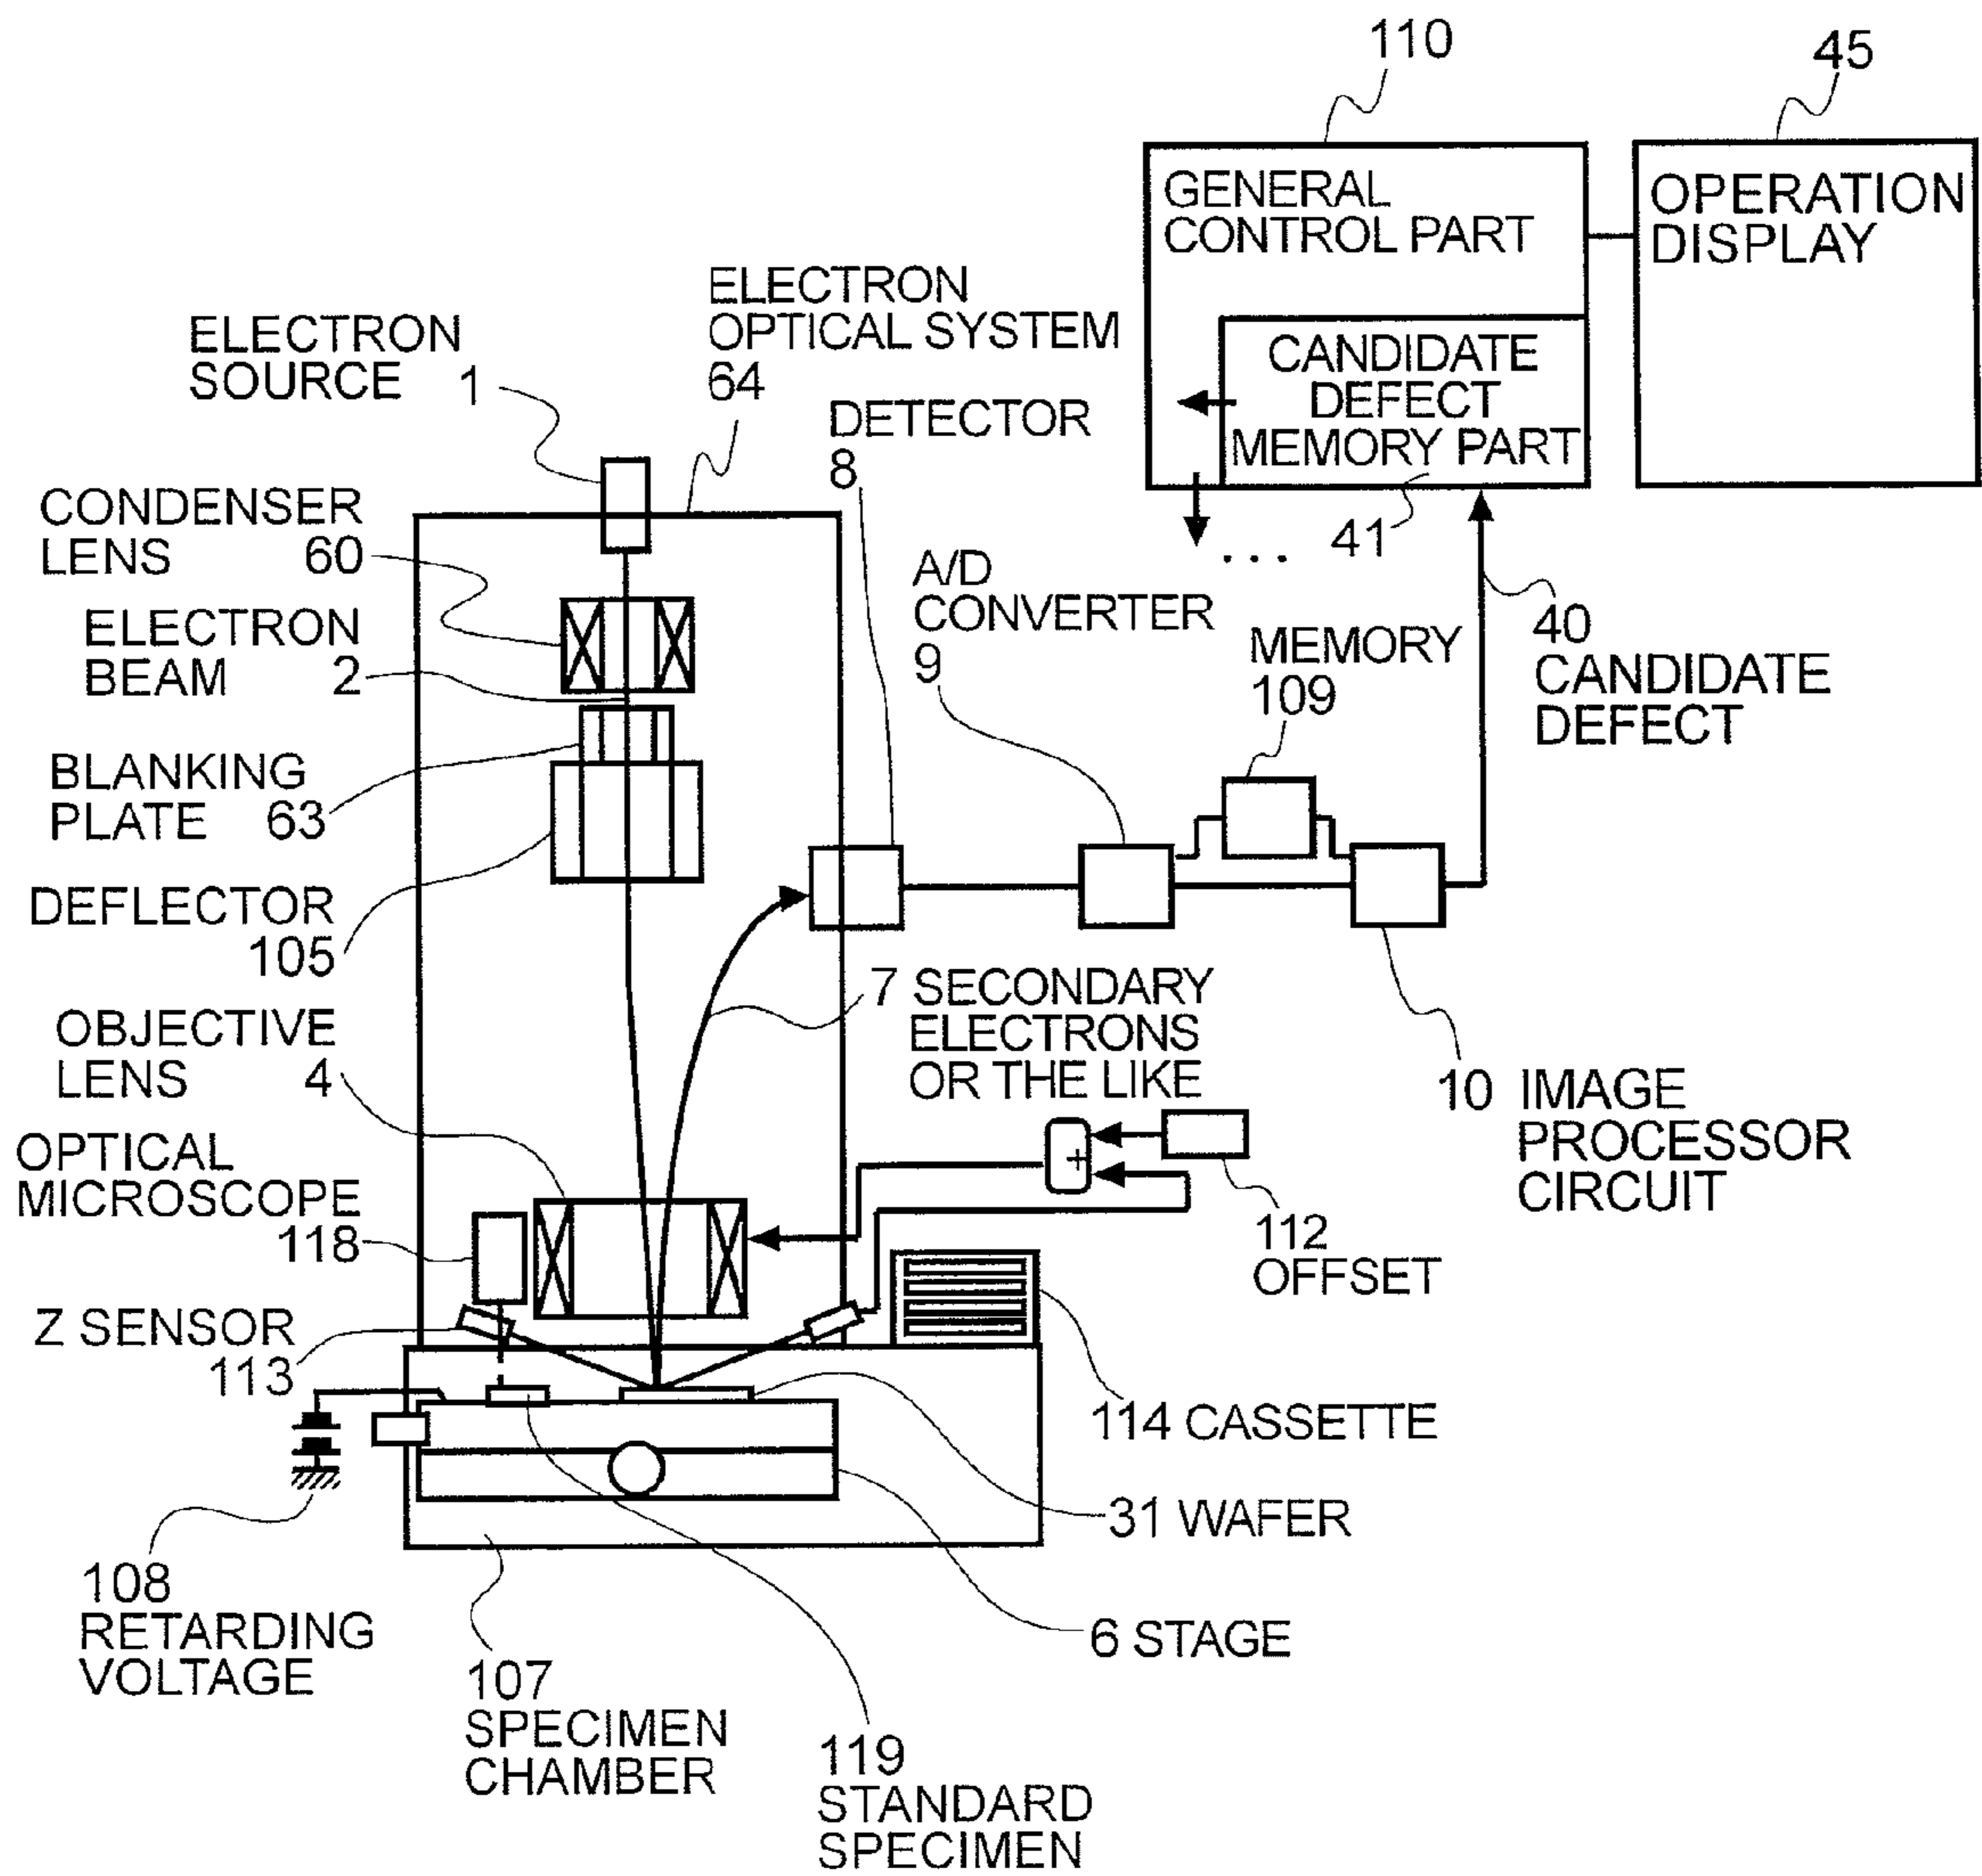 110
45
GENERAL
CONTROL PART
OPERATION
DISPLAY
CANDIDATE
DEFECT
MEMORY PART
41
. . .
ELECTRON
OPTICAL SYSTEM
64
ELECTRON
SOURCE 1
DETECTOR
8
CONDENSER
LENS 60
A/D
CONVERTER
9
ELECTRON
BEAM 2
MEMORY
109
40
CANDIDATE
DEFECT
BLANKING
PLATE 63
DEFLECTOR
105
7 SECONDARY
ELECTRONS
OR THE LIKE
OBJECTIVE
LENS 4
10 IMAGE
PROCESSOR
CIRCUIT
OPTICAL
MICROSCOPE
118
+
112
OFFSET
Z SENSOR
113
114 CASSETTE
31 WAFER
108
RETARDING
VOLTAGE
6 STAGE
107
SPECIMEN
CHAMBER
119
STANDARD
SPECIMEN